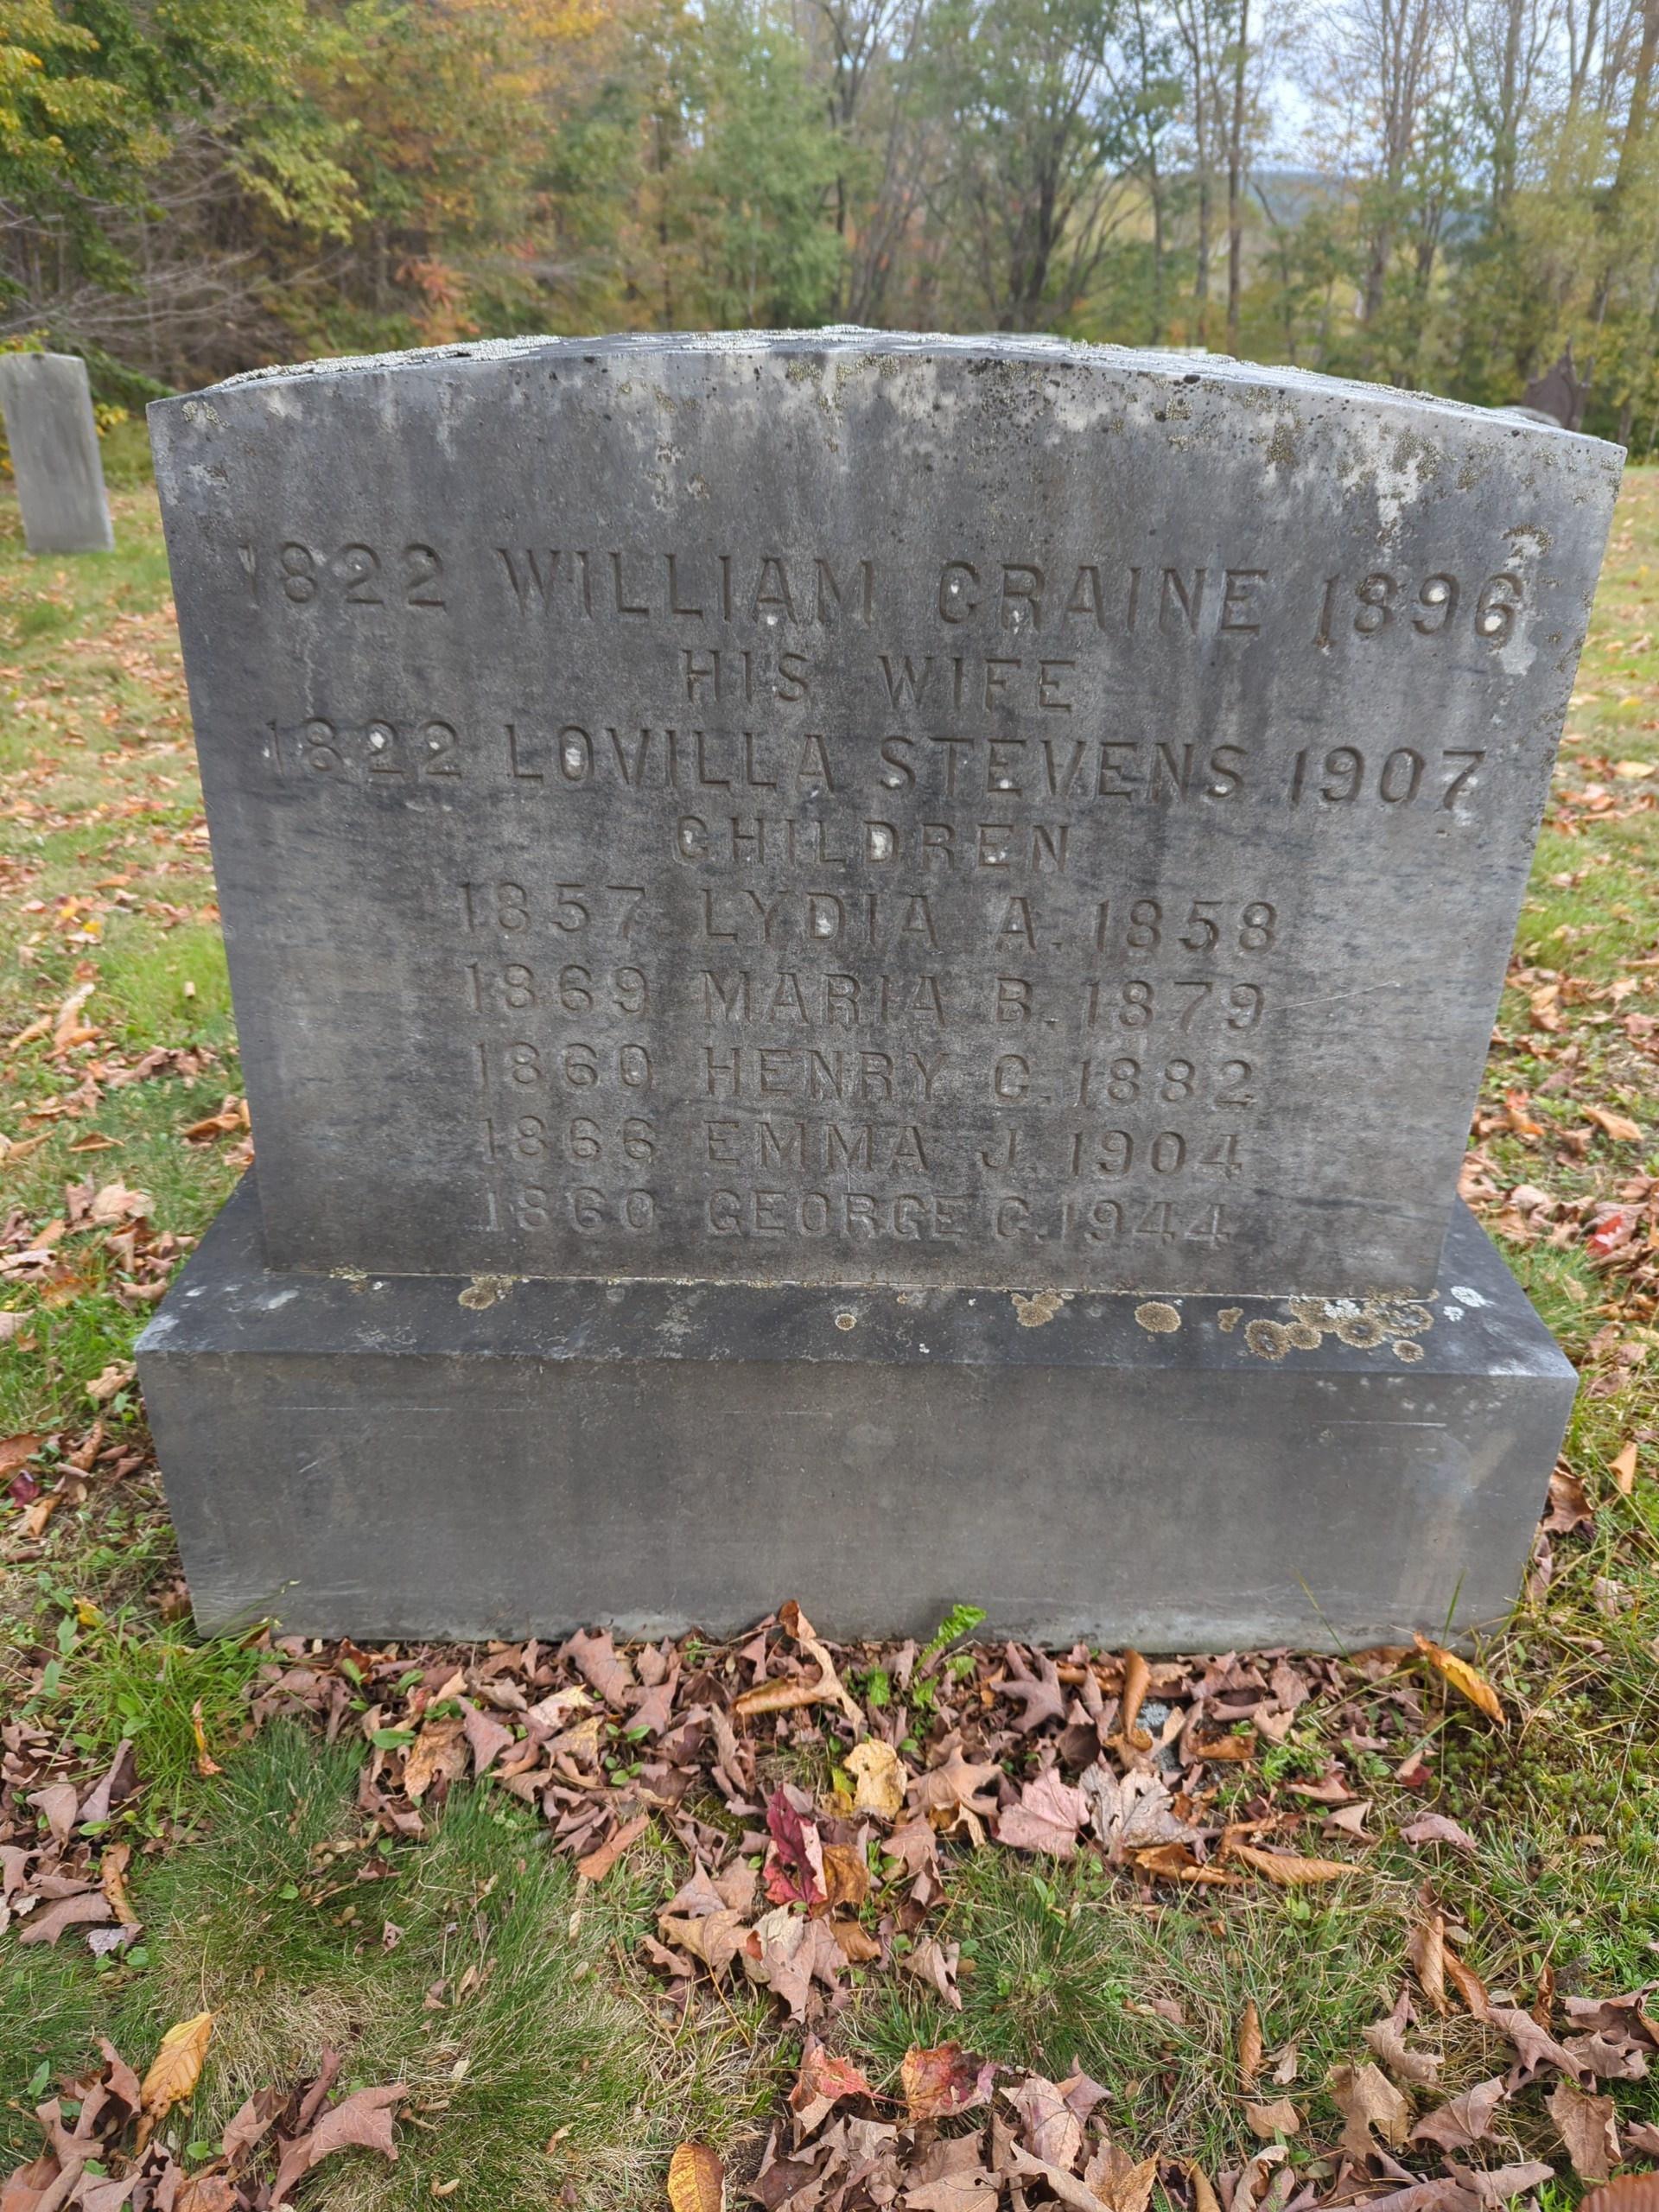 1822 WILLIAM CRAINE 1896
HIS WIFE
1822 LOVILLA STEVENS 1907
CHILDREN
1857 LYDIA A. 1858
1869 MARIA B. 1879
1860 HENRY C. 1882
1866 EMMA J. 1904
1860 GEORGE C. 1944